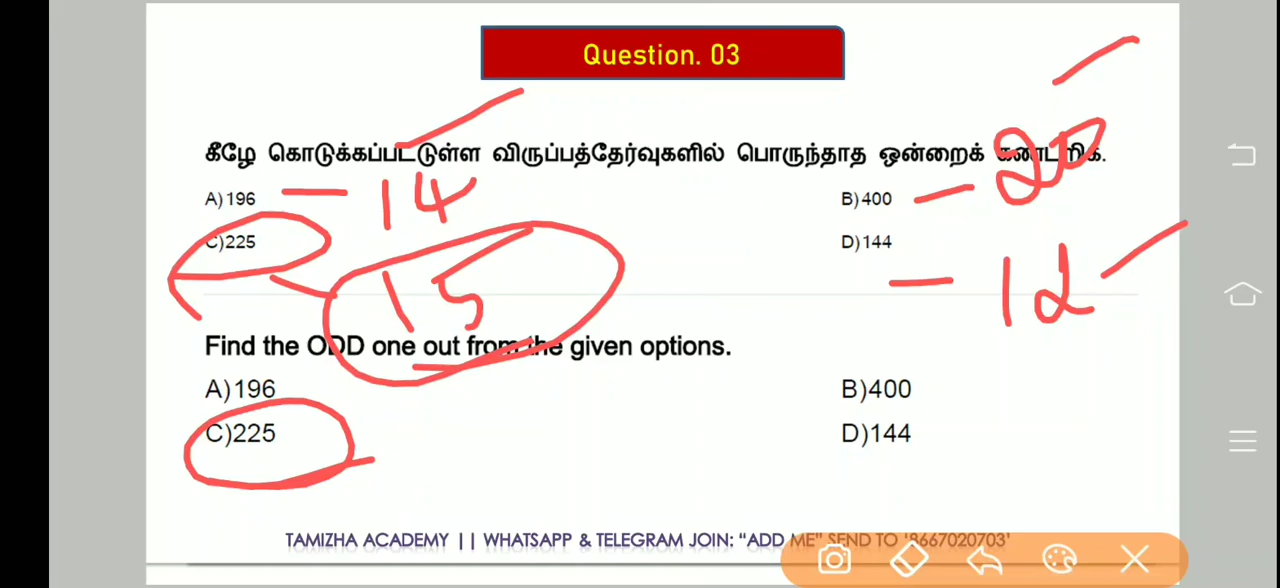 Question. 03
கீழே கொடுக்கப்பட்டுள்ள விருப்பத்தேர்வுகளில் பொருந்தாத ஒன்றைக் கண்டறிக.
A)196 — 14 B)400 — 20
C)225 — 15 D)144 — 12
Find the ODD one out from the given options.
A)196 B)400
C)225 D)144
TAMIZHA ACADEMY || WHATSAPP & TELEGRAM JOIN: "ADD ME" SEND TO '8667020703'